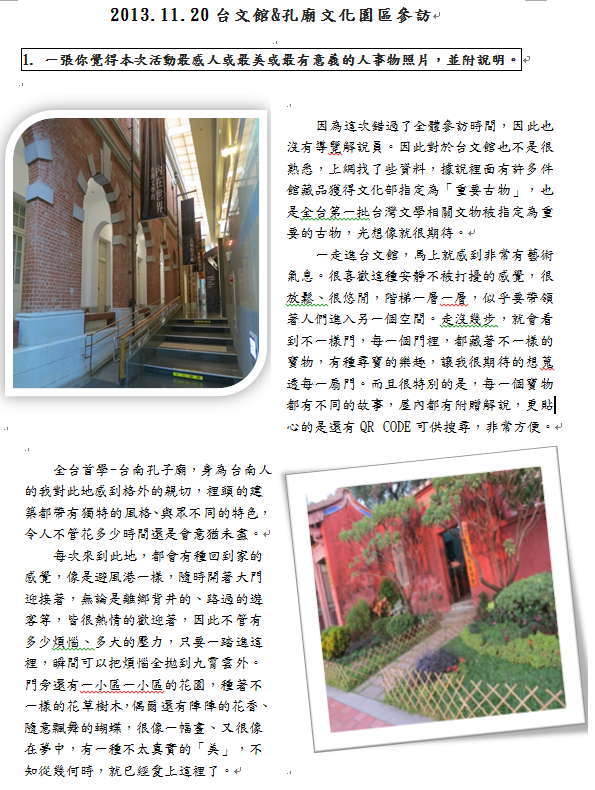 2013.11.20台文館&孔廟文化園區參訪
1. 一張你覺得本次活動最感人或最美或最有意義的人事物照片，並附說明。
內在世界
因為這次錯過了全體參訪時間，因此也
沒有導覽解說員。因此對於台文館也不是很
熟悉，上網找了些資料，據說裡面有許多件
館藏品獲得文化部指定為「重要古物」，也
是全台第一批台灣文學相關文物被指定為重
要的古物，光想像就很期待。
一走進台文館，馬上就感到非常有藝術
氣息。很喜歡這種安靜不被打擾的感覺，很
放鬆、很悠閒，階梯一層一層，似乎要帶領
著人們進入另一個空間。走沒幾步，就會看
到不一樣門，每一個門裡，都藏著不一樣的
寶物，有種尋寶的樂趣，讓我很期待的想蒐
透每一扇門。而且很特別的是，每一個寶物
都有不同的故事，屋內都有附贈解說，更貼
心的是還有QR CODE可供搜尋，非常方便。
全台首學-台南孔子廟，身為台南人
的我對此地感到格外的親切，裡頭的建
築都帶有獨特的風格、與眾不同的特色，
令人不管花多少時間還是會意猶未盡。
每次來到此地，都會有種回到家的
感覺，像是避風港一樣，隨時開著大門
迎接著，無論是離鄉背井的、路過的遊
客等，皆很熱情的歡迎著，因此不管有
多少煩惱、多大的壓力，只要一踏進這
裡，瞬間可以把煩惱全拋到九霄雲外。
門旁還有一小區一小區的花園，種著不
一樣的花草樹木，偶爾還有陣陣的花香、
隨意飄舞的蝴蝶，很像一幅畫、又很像
在夢中，有一種不太真實的「美」，不
知從幾何時，就已經愛上這裡了。